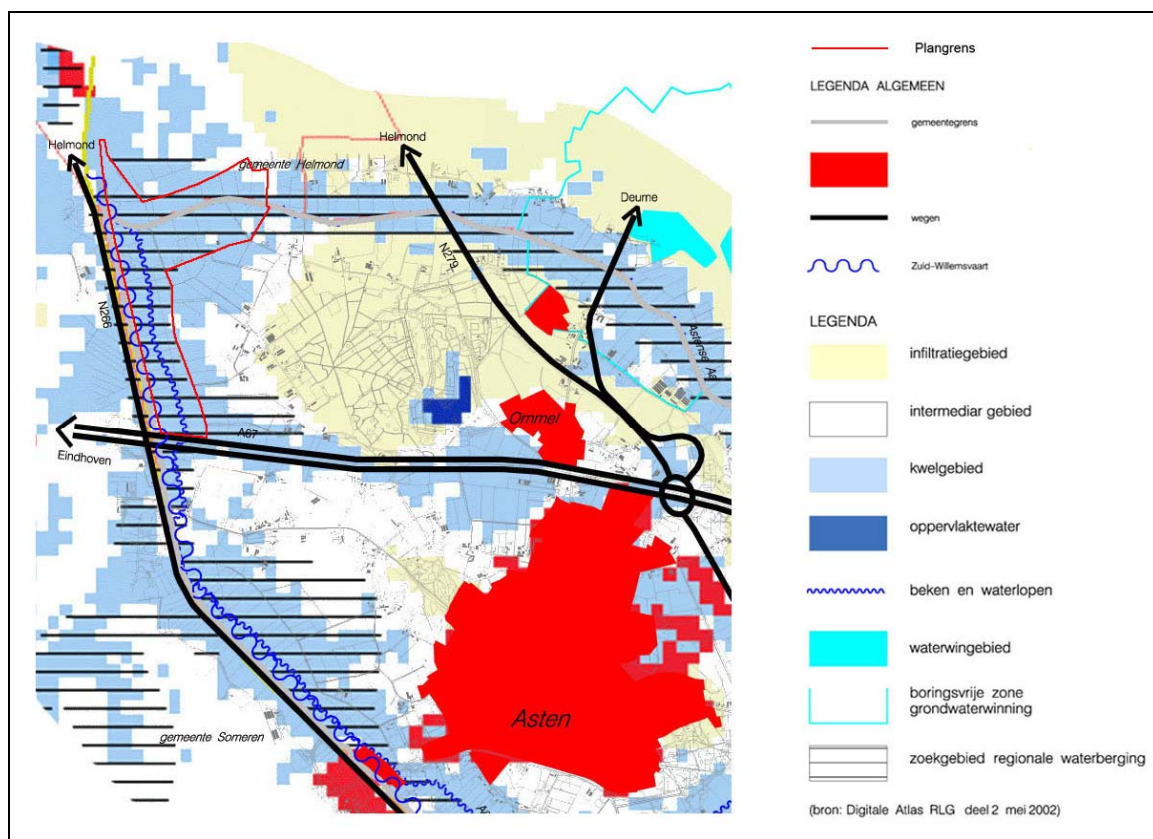 Helmond
gemeente Helmond
Helmond
Deurne
N279
N266
Astense Aa
Ommel
A67
Eindhoven
Asten
gemeente Someren
Plangrens
LEGENDA ALGEMEEN
gemeentegrens
wegen
Zuid-Willemsvaart
LEGENDA
infiltratiegebied
intermediar gebied
kwelgebied
oppervlaktewater
beken en waterlopen
waterwingebied
boringsvrije zone
grondwaterwinning
zoekgebied regionale waterberging
(bron: Digitale Atlas RLG deel 2 mei 2002)